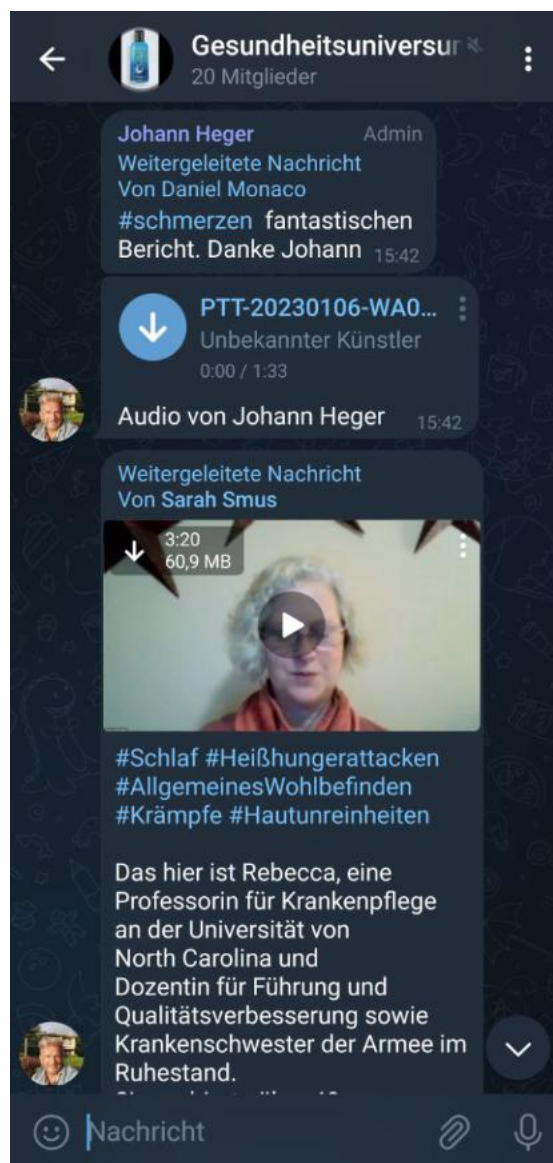 Gesundheitsuniversur
20 Mitglieder
Johann Heger Admin
Weitergeleitete Nachricht
Von Daniel Monaco
#schmerzen fantastischen
Bericht. Danke Johann 15:42
PTT-20230106-WA0...
Unbekannter Künstler
0:00 / 1:33
Audio von Johann Heger 15:42
Weitergeleitete Nachricht
Von Sarah Smus
3:20
60,9 MB
#Schlaf #Heißhungerattacken
#AllgemeinesWohlbefinden
#Krämpfe #Hautunreinheiten
Das hier ist Rebecca, eine
Professorin für Krankenpflege
an der Universität von
North Carolina und
Dozentin für Führung und
Qualitätsverbesserung sowie
Krankenschwester der Armee im
Ruhestand.
Nachricht